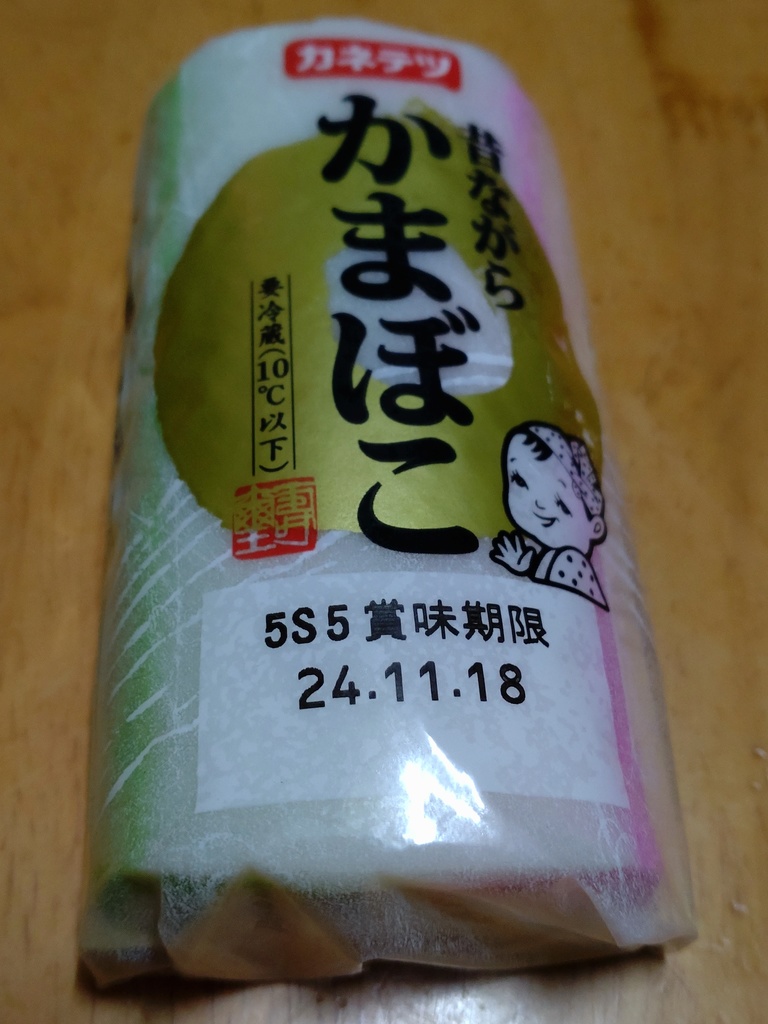 カネテツ
昔ながら
かまぼこ
要冷蔵(10℃以下)
5S5 賞味期限
24.11.18